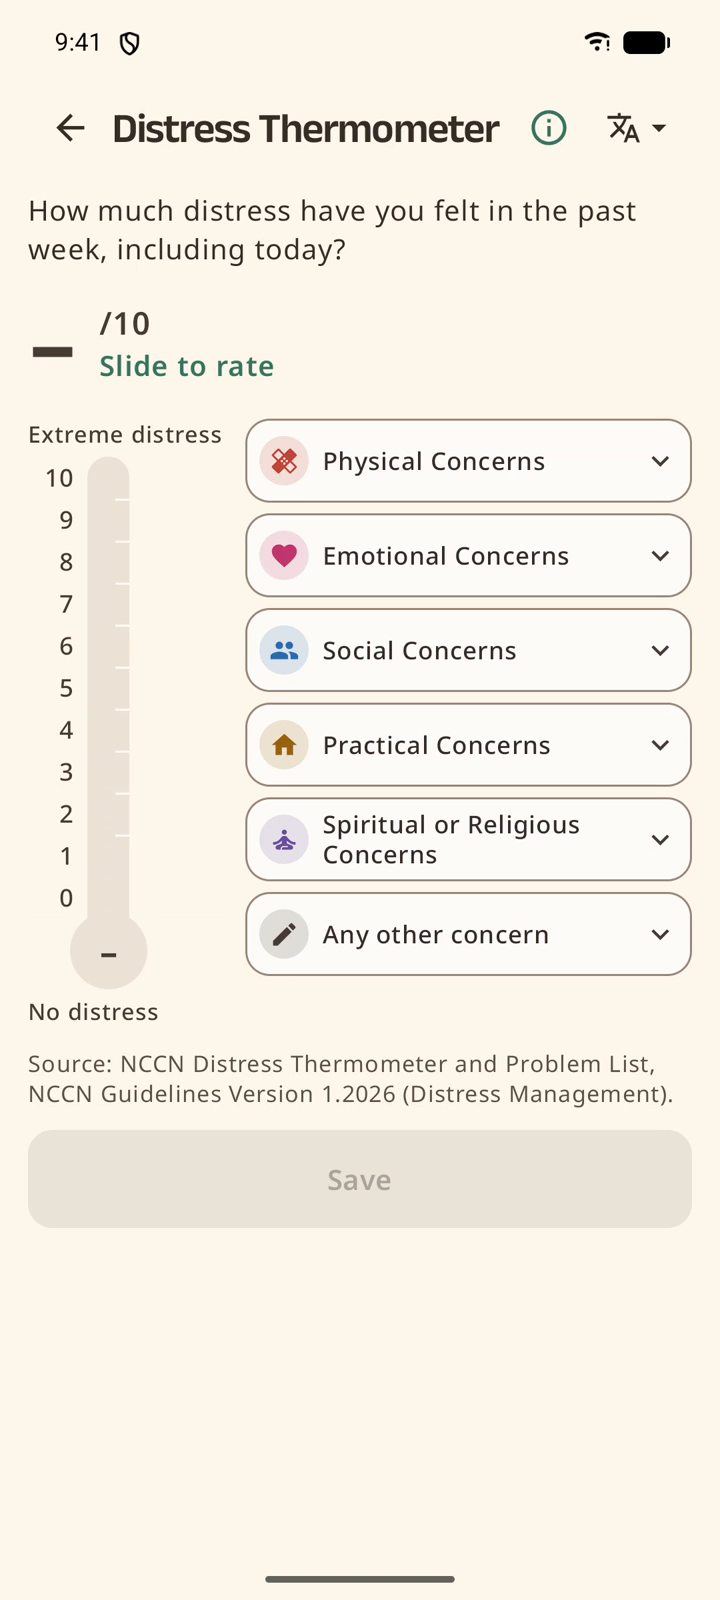 9:41
Distress Thermometer
How much distress have you felt in the past
week, including today?
–
/10
Slide to rate
Extreme distress
10
9
8
7
6
5
4
3
2
1
0
–
No distress
Physical Concerns
Emotional Concerns
Social Concerns
Practical Concerns
Spiritual or Religious
Concerns
Any other concern
Source: NCCN Distress Thermometer and Problem List,
NCCN Guidelines Version 1.2026 (Distress Management).
Save